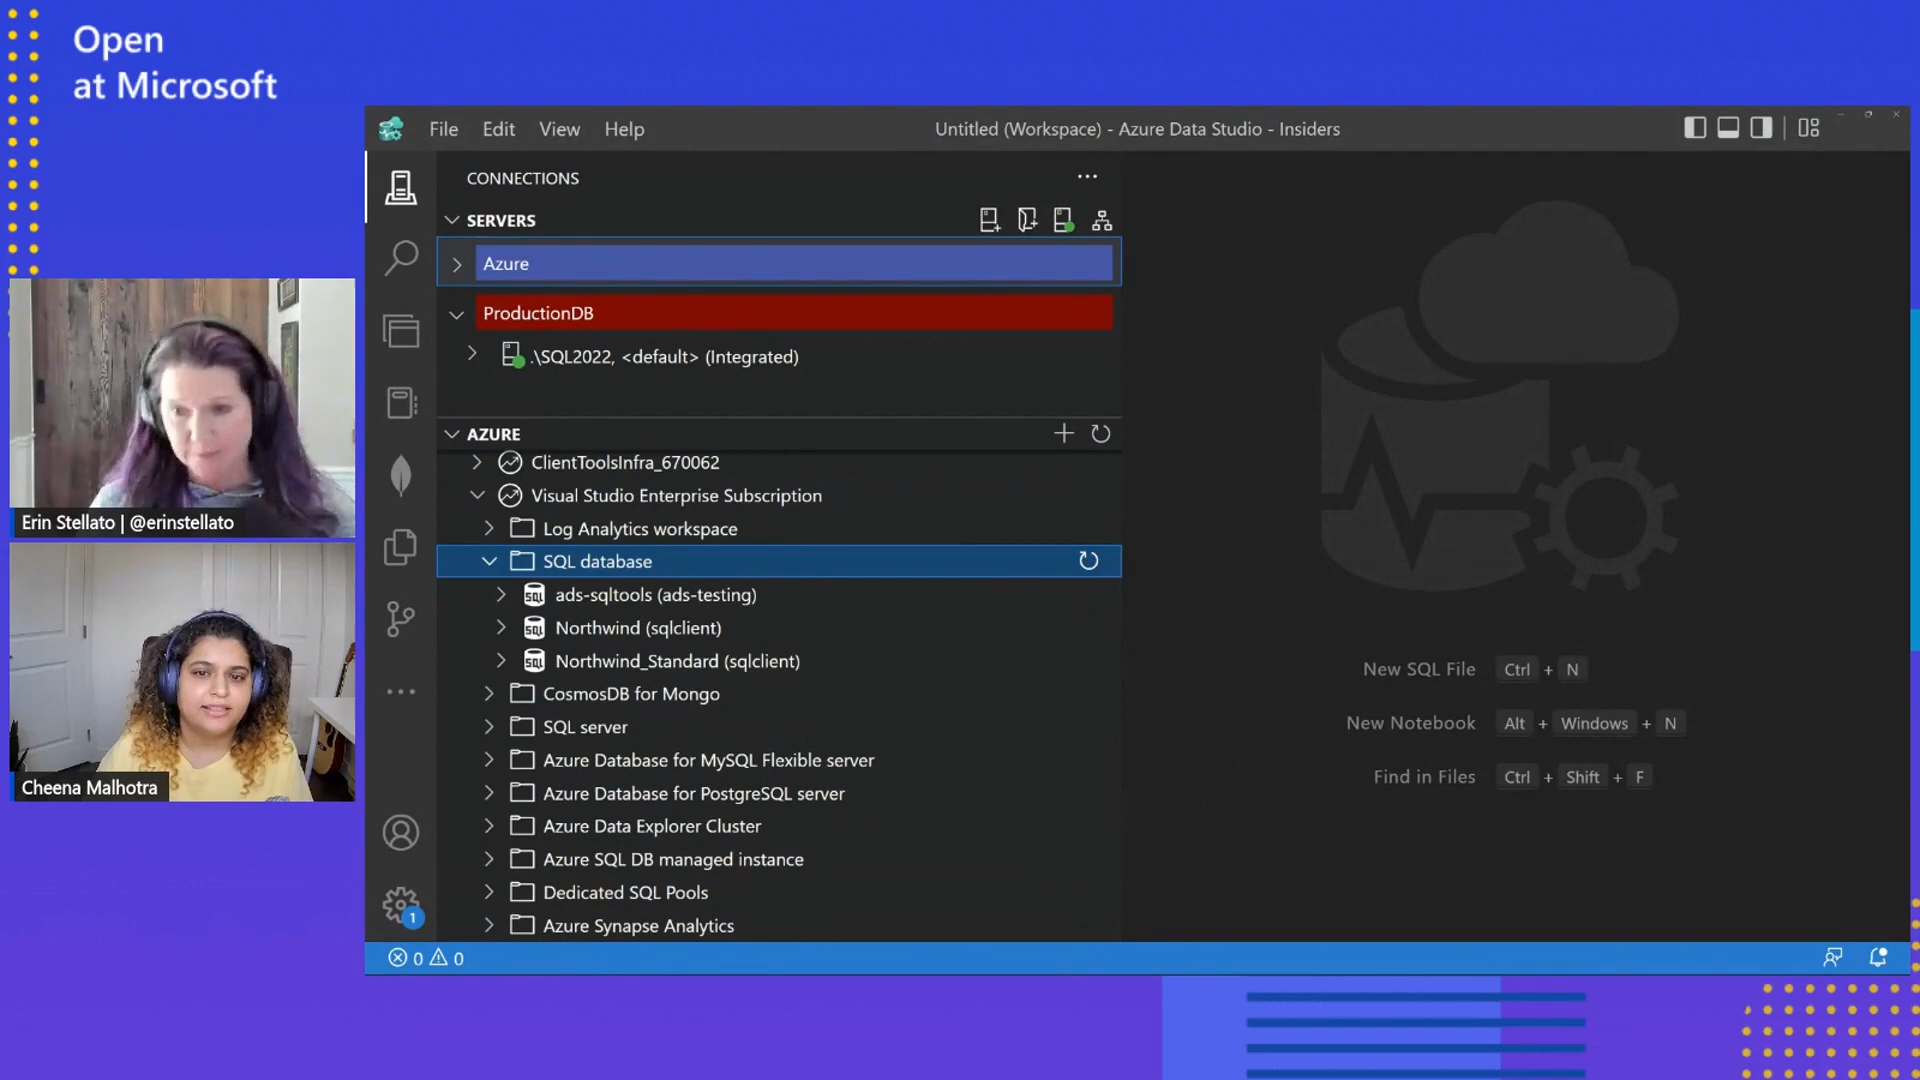 Open
at Microsoft
File Edit View Help
Untitled (Workspace) - Azure Data Studio - Insiders
CONNECTIONS
SERVERS
Azure
ProductionDB
.\SQL2022, <default> (Integrated)
AZURE
ClientToolsInfra_670062
Visual Studio Enterprise Subscription
Log Analytics workspace
SQL database
SQL ads-sqltools (ads-testing)
SQL Northwind (sqlclient)
SQL Northwind_Standard (sqlclient)
CosmosDB for Mongo
SQL server
Azure Database for MySQL Flexible server
Azure Database for PostgreSQL server
Azure Data Explorer Cluster
Azure SQL DB managed instance
Dedicated SQL Pools
Azure Synapse Analytics
1
0 0
New SQL File Ctrl + N
New Notebook Alt + Windows + N
Find in Files Ctrl + Shift + F
Erin Stellato | @erinstellato
Cheena Malhotra